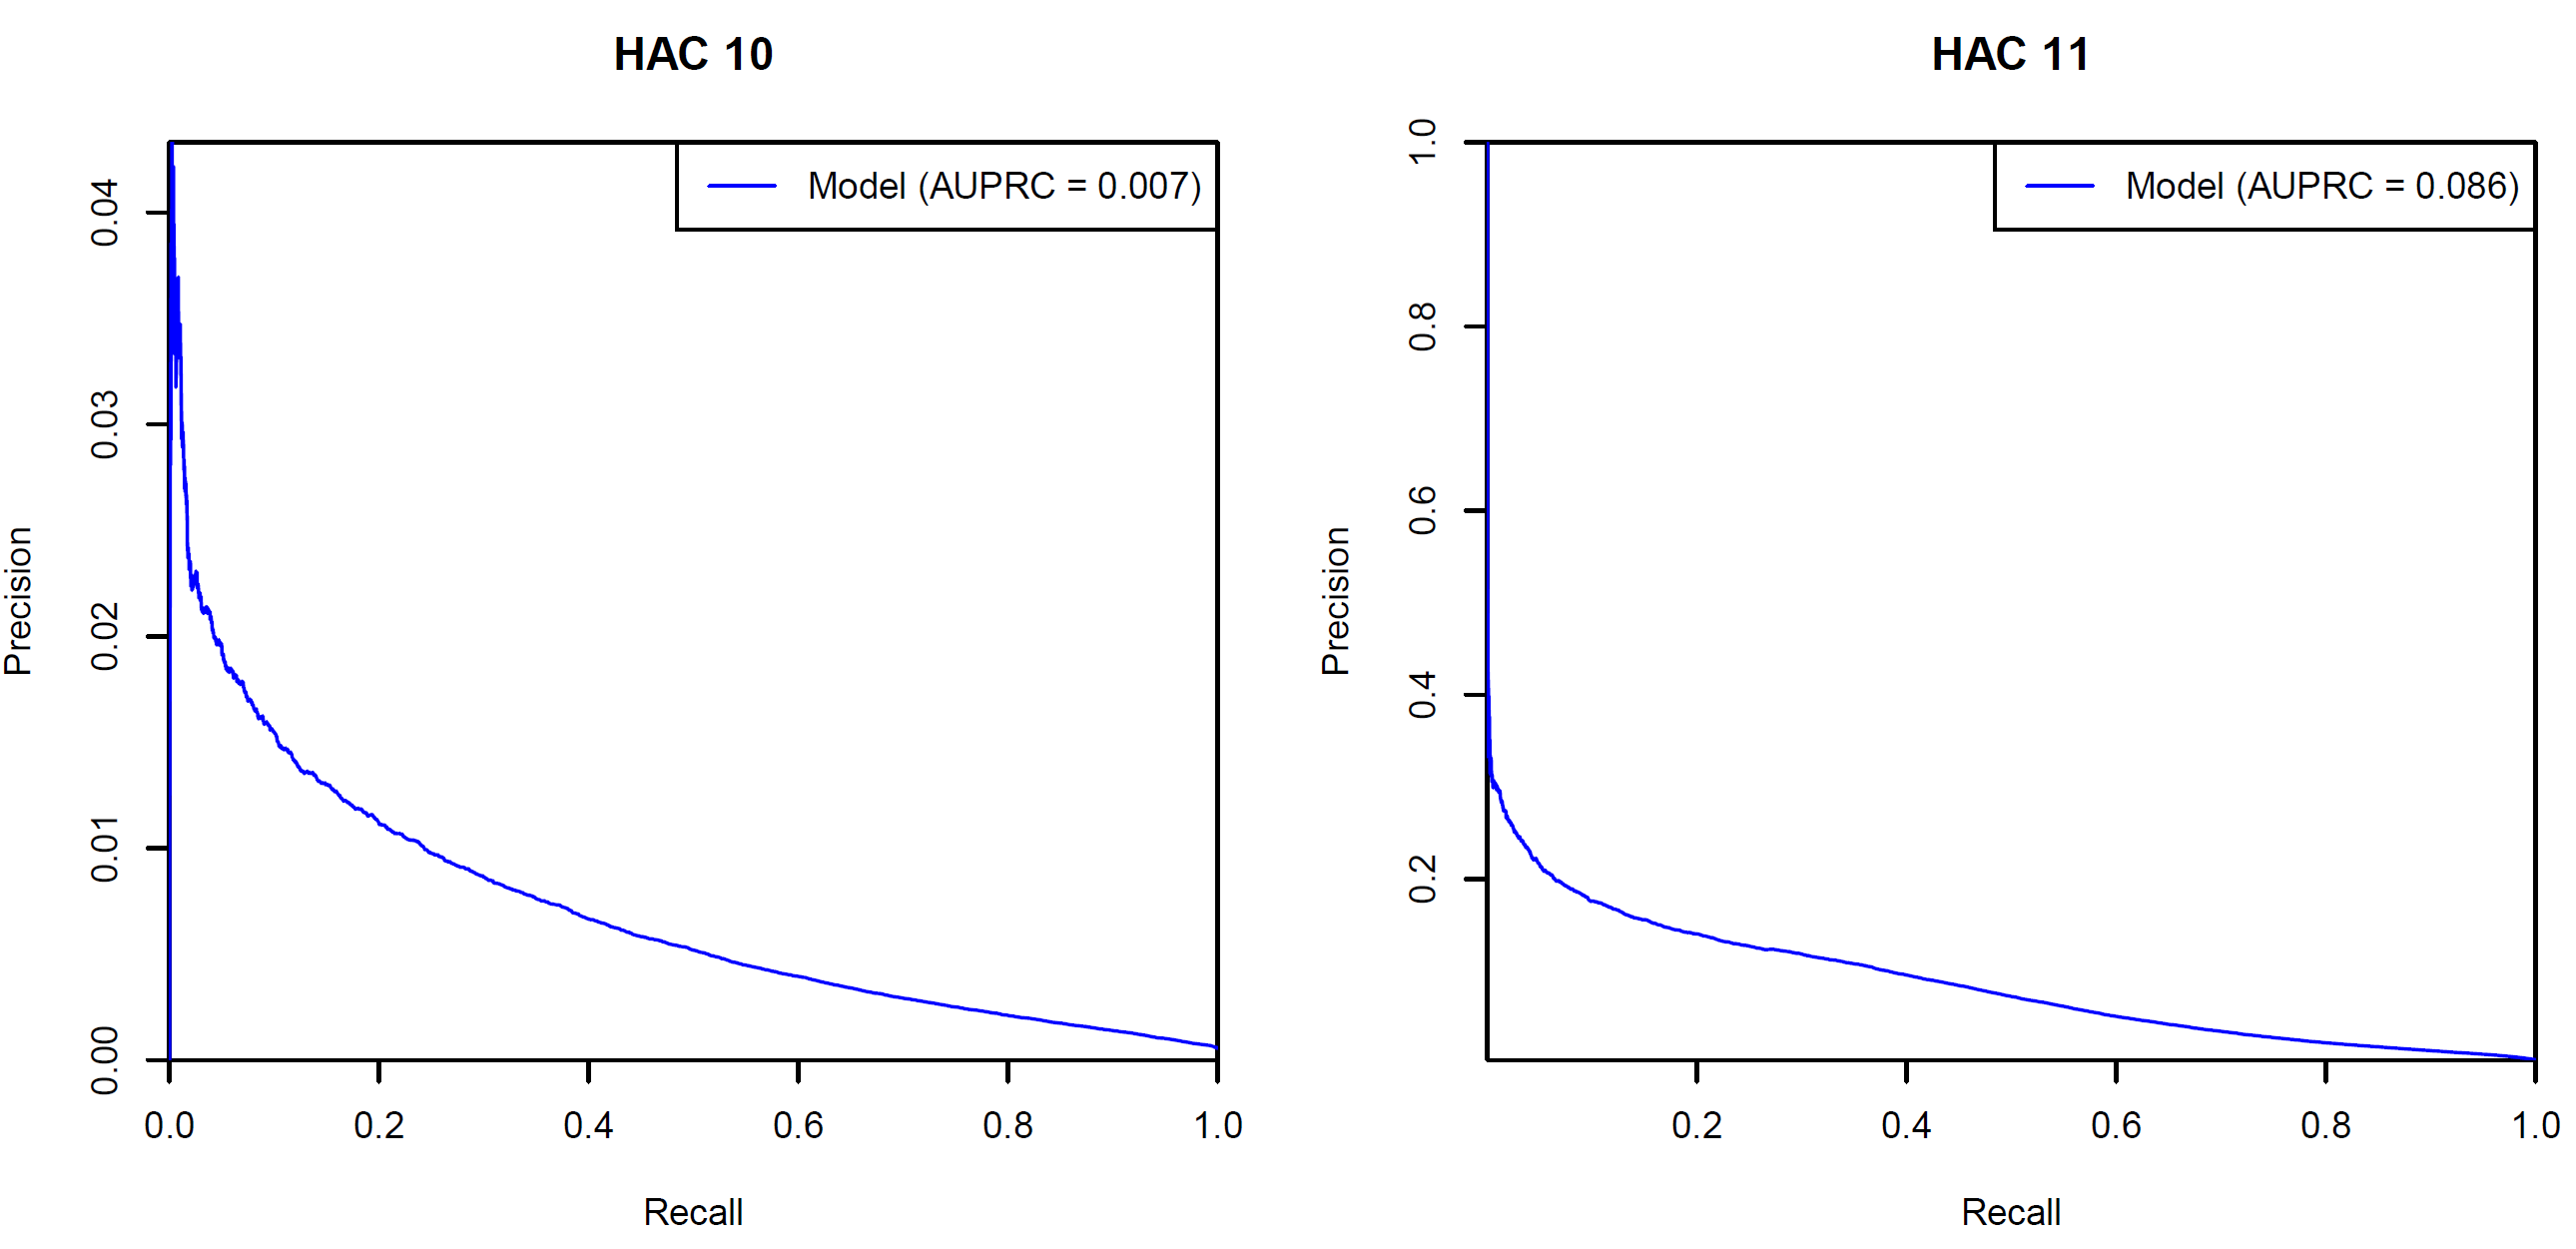 HAC 10
Model (AUPRC = 0.007)
Precision
0.04
0.03
0.02
0.01
0.00
0.0 0.2 0.4 0.6 0.8 1.0
Recall
HAC 11
Model (AUPRC = 0.086)
Precision
1.0
0.8
0.6
0.4
0.2
0.2 0.4 0.6 0.8 1.0
Recall